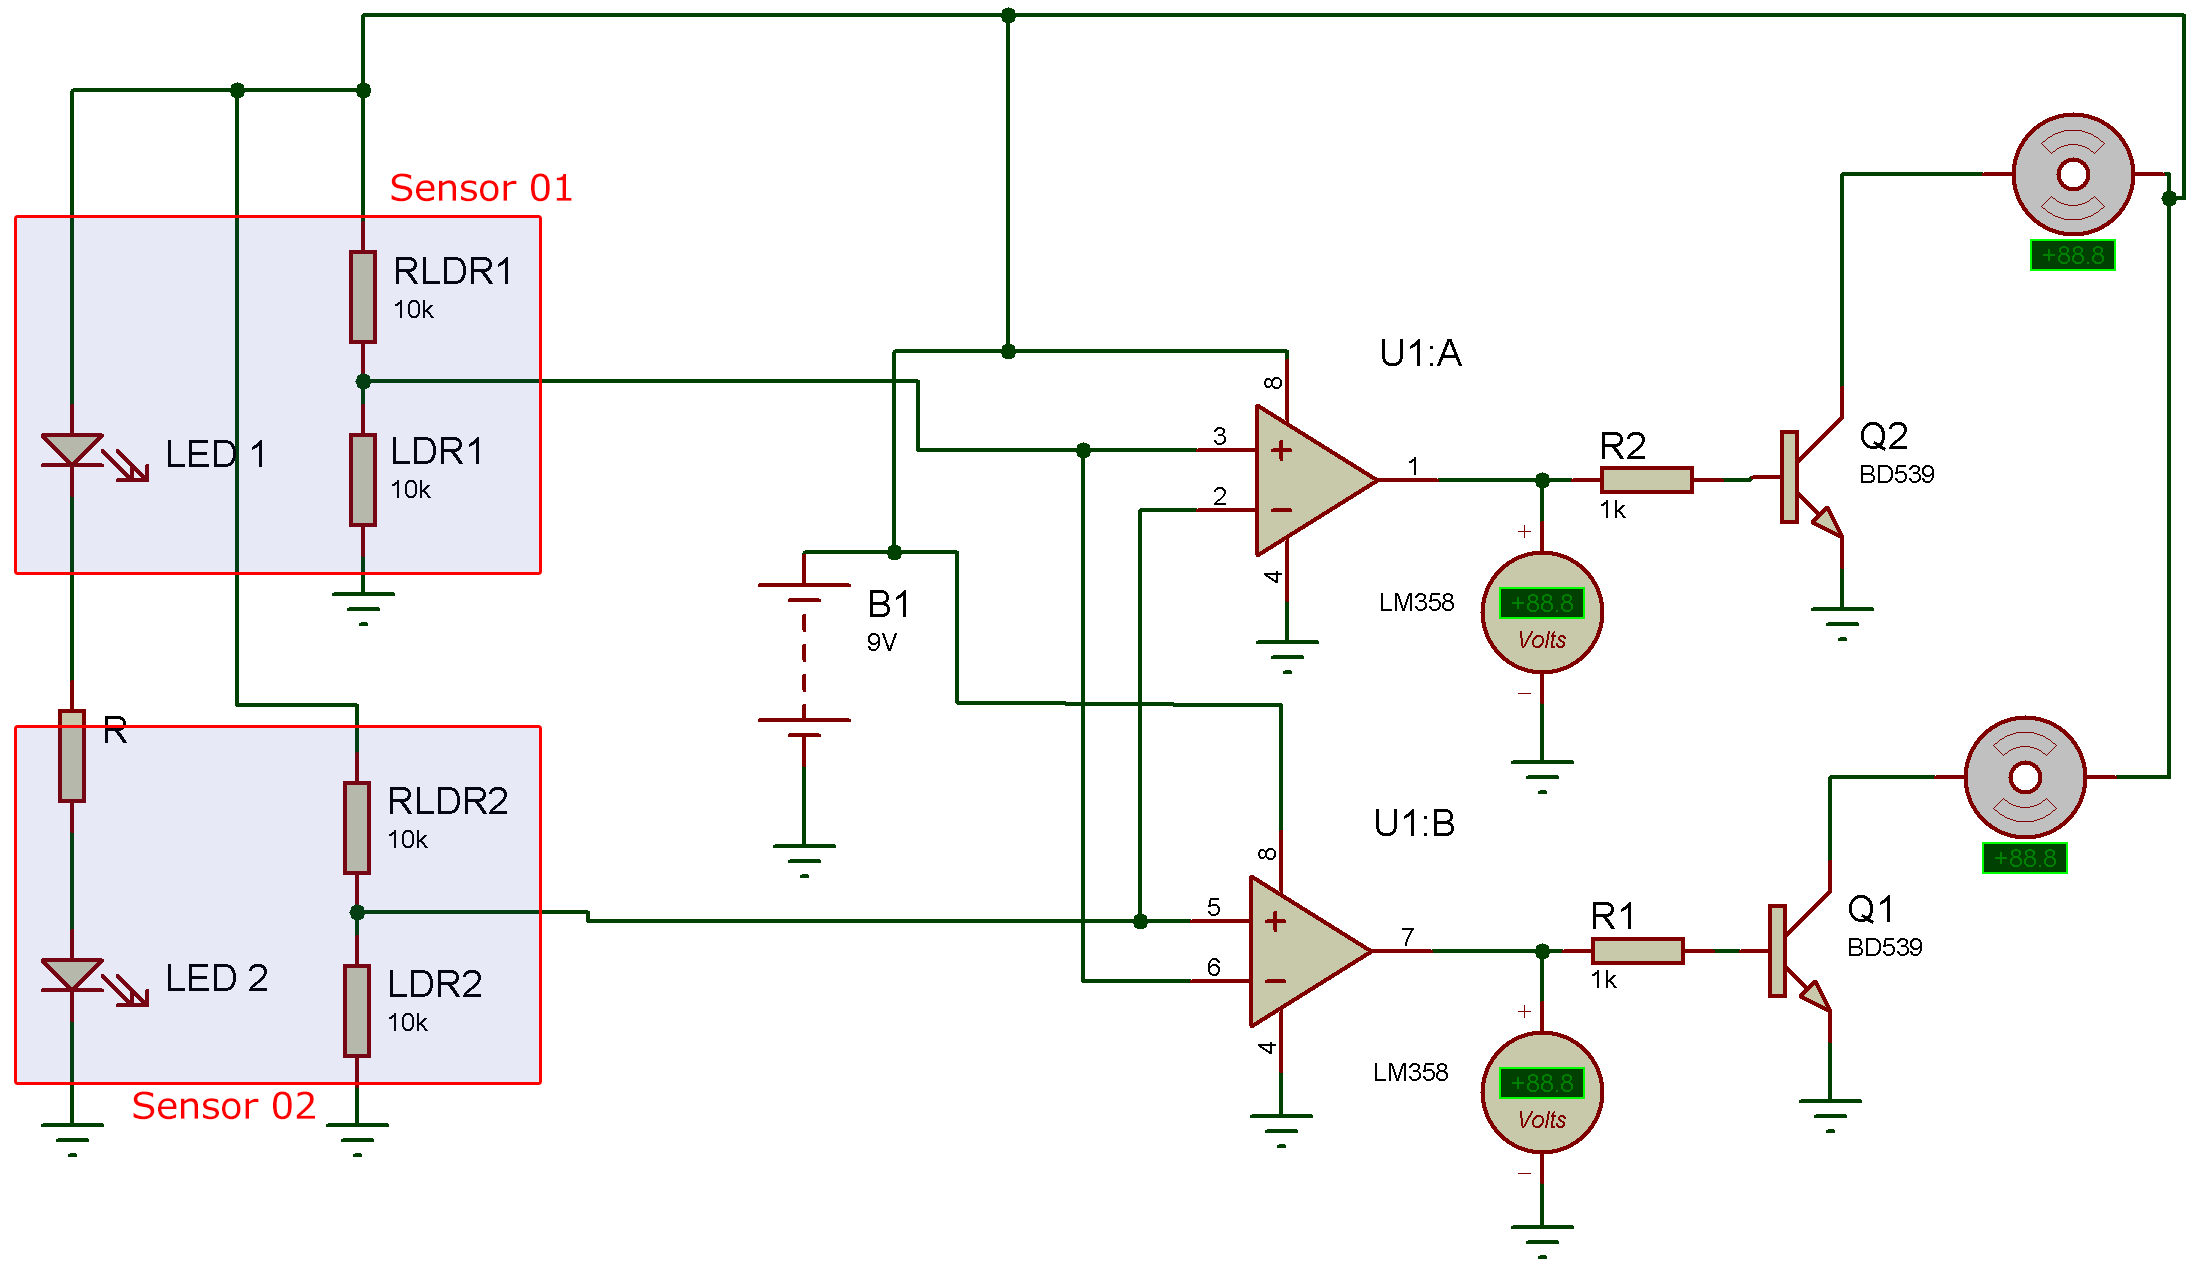 Sensor 01
RLDR1
10k
LED 1
LDR1
10k
R
RLDR2
10k
LED 2
LDR2
10k
Sensor 02
B1
9V
U1:A
8
3
+
2
−
4
1
LM358
R2
1k
+
+88.8
Volts
−
Q2
BD539
+88.8
U1:B
8
5
+
6
−
4
7
LM358
R1
1k
+
+88.8
Volts
−
Q1
BD539
+88.8